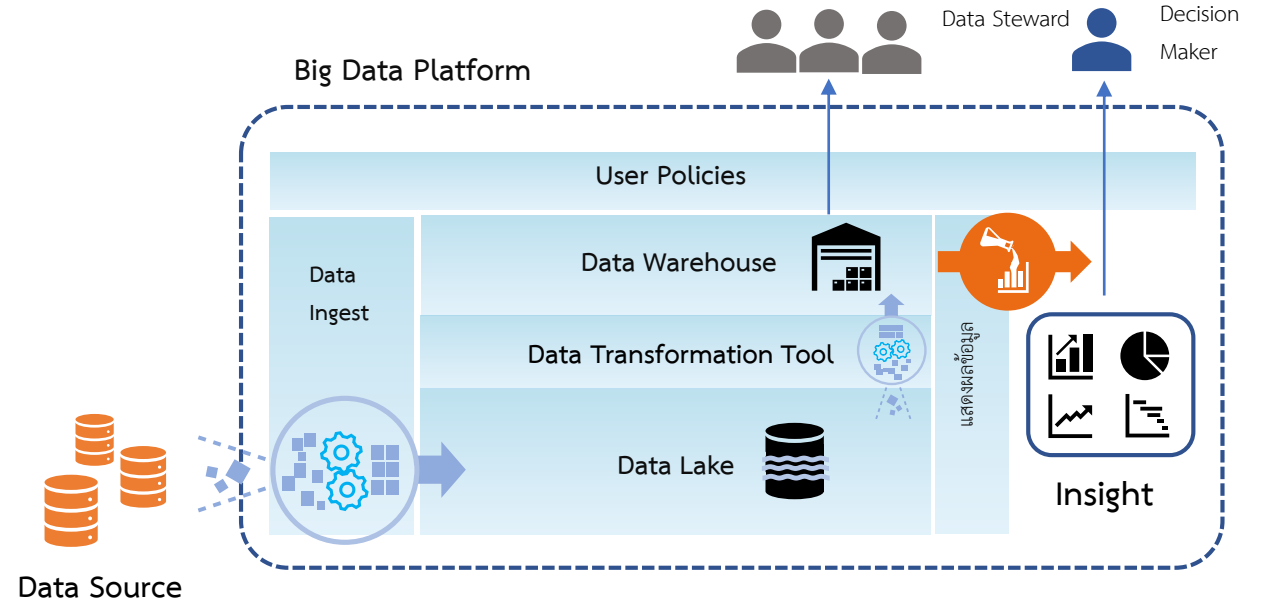 Data Steward
Decision
Maker
Big Data Platform
User Policies
Data
Ingest
Data Warehouse
Data Transformation Tool
Data Lake
แสดงผลข้อมูล
Insight
Data Source